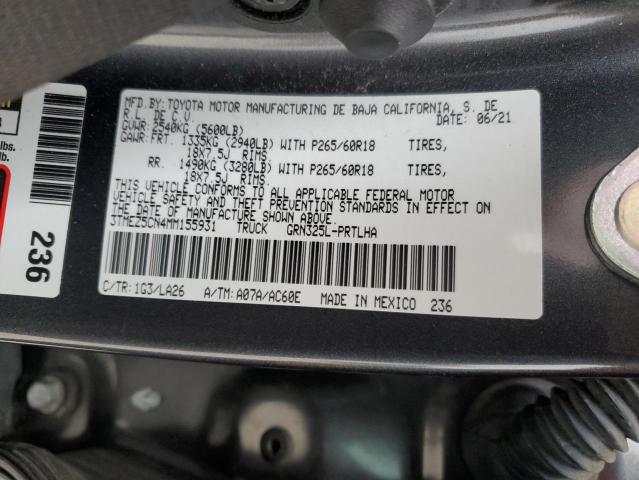 MFD.BY: TOYOTA MOTOR MANUFACTURING DE BAJA CALIFORNIA, S. DE
R.L. DE C.V. DATE: 06/21
GVWR: 2540KG (5600LB)
GAWR: FRT. 1335KG (2940LB) WITH P265/60R18 TIRES,
18X7.5J RIMS
RR. 1490KG (3280LB) WITH P265/60R18 TIRES,
18X7.5J RIMS
THIS VEHICLE CONFORMS TO ALL APPLICABLE FEDERAL MOTOR
VEHICLE SAFETY AND THEFT PREVENTION STANDARDS IN EFFECT ON
THE DATE OF MANUFACTURE SHOWN ABOVE.
3TMEZ5CN4MM155931 TRUCK GRN325L-PRTLHA
C/TR: 1G3/LA26 A/TM: A07A/AC60E MADE IN MEXICO 236
lbs.
lb.
236